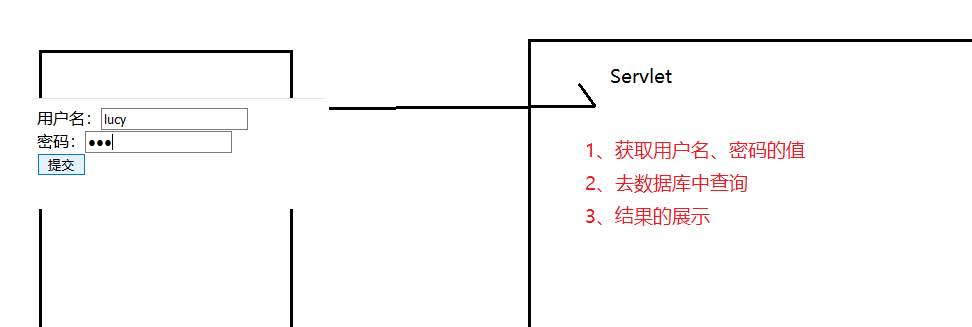 Servlet
用户名：lucy
密码：●●●
提交
1、获取用户名、密码的值
2、去数据库中查询
3、结果的展示